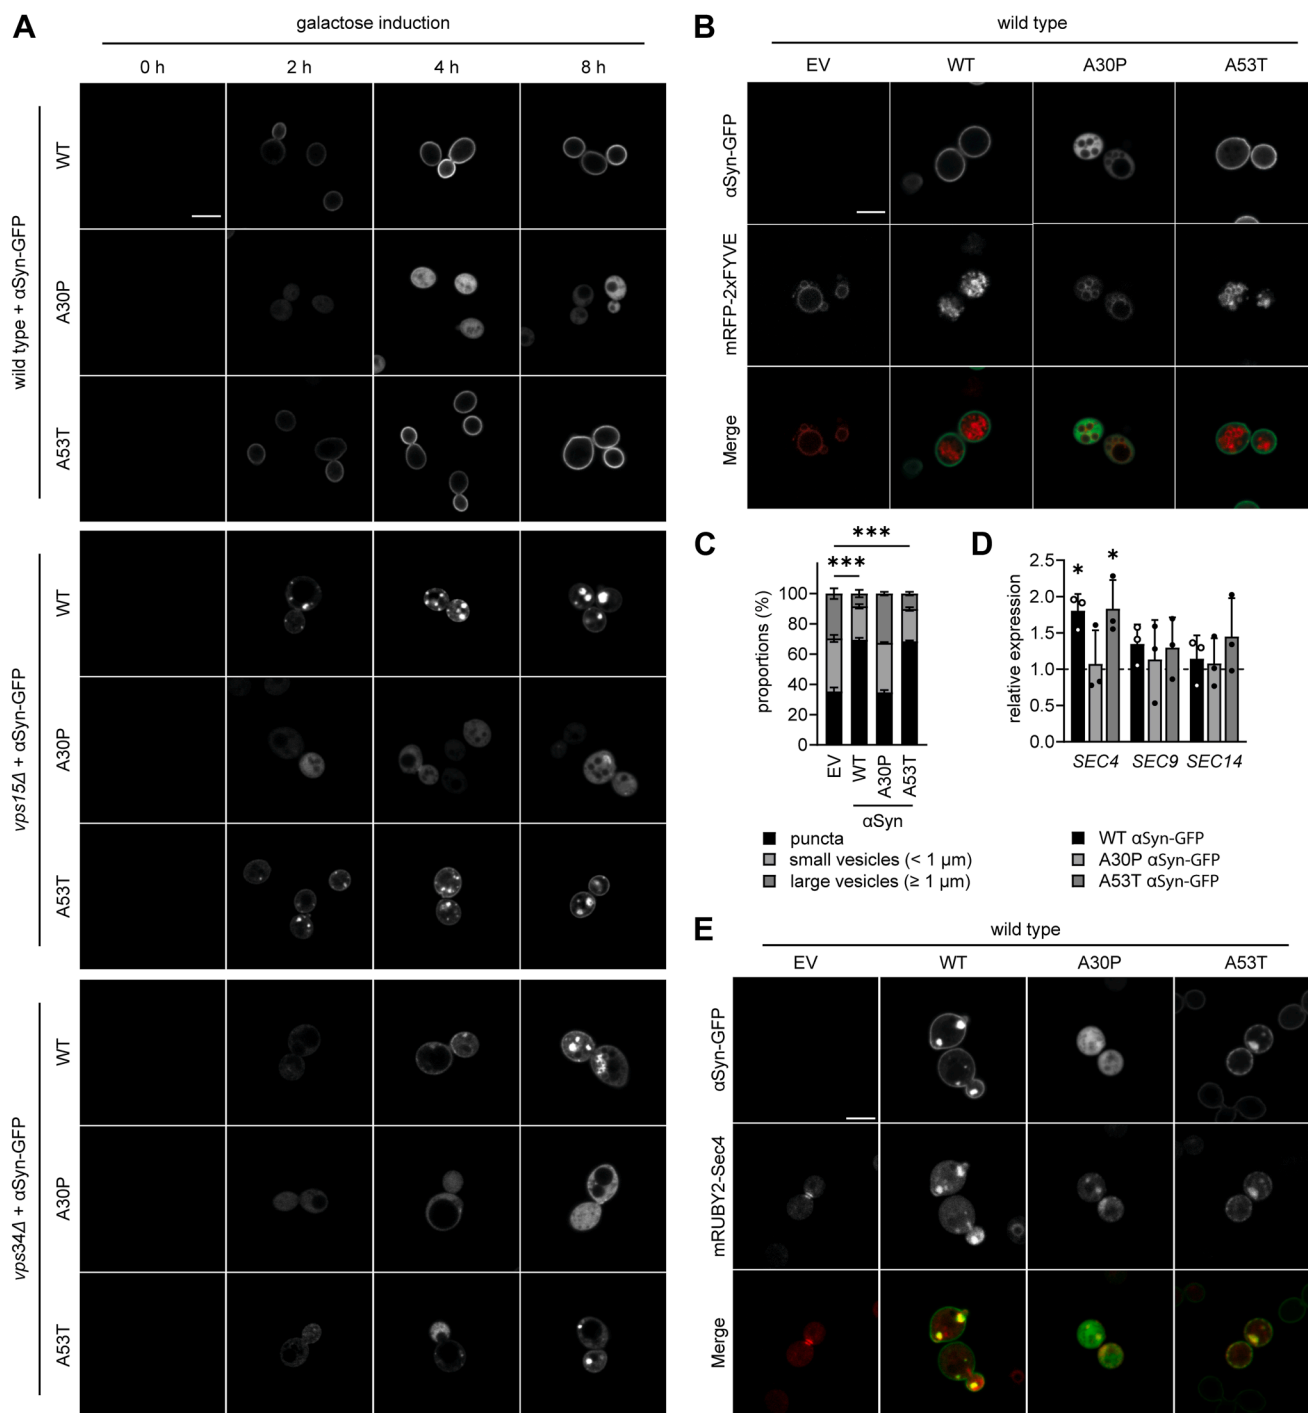 A
galactose induction
0 h 2 h 4 h 8 h
wild type + αSyn-GFP
WT
A30P
A53T
vps15Δ + αSyn-GFP
WT
A30P
A53T
vps34Δ + αSyn-GFP
WT
A30P
A53T
B
wild type
EV WT A30P A53T
αSyn-GFP
mRFP-2xFYVE
Merge
C
proportions (%)
100
80
60
40
20
0
***
***
EV WT A30P A53T
αSyn
puncta
small vesicles (< 1 µm)
large vesicles (≥ 1 µm)
D
relative expression
2.5
2.0
1.5
1.0
0.5
0.0
* *
SEC4 SEC9 SEC14
WT αSyn-GFP
A30P αSyn-GFP
A53T αSyn-GFP
E
wild type
EV WT A30P A53T
αSyn-GFP
mRUBY2-Sec4
Merge